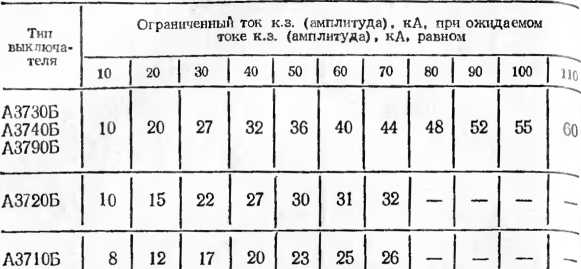 Тип выключа-теля
Ограниченный ток к.з. (амплитуда), кА, при ожидаемом
токе к.з. (амплитуда), кА, равном
10 20 30 40 50 60 70 80 90 100 110
А3730Б
А3740Б 10 20 27 32 36 40 44 48 52 55 60
А3790Б
А3720Б 10 15 22 27 30 31 32 — — — —
А3710Б 8 12 17 20 23 25 26 — — — —